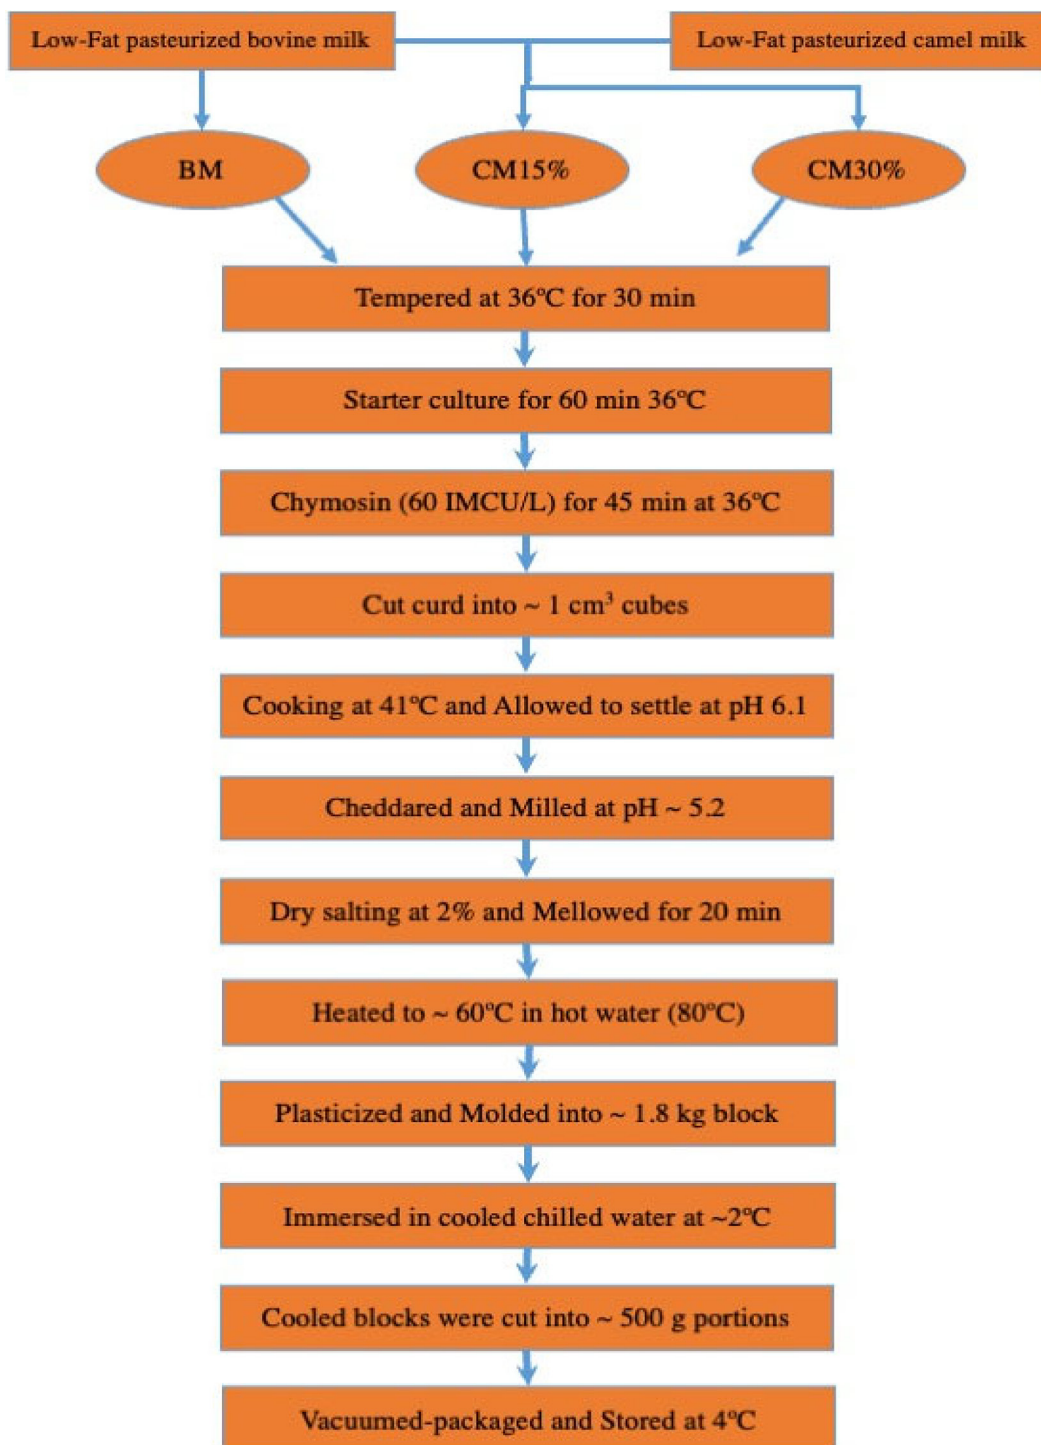 Low-Fat pasteurized bovine milk
Low-Fat pasteurized camel milk
BM
CM15%
CM30%
Tempered at 36ºC for 30 min
Starter culture for 60 min 36ºC
Chymosin (60 IMCU/L) for 45 min at 36ºC
Cut curd into ~ 1 cm³ cubes
Cooking at 41ºC and Allowed to settle at pH 6.1
Cheddared and Milled at pH ~ 5.2
Dry salting at 2% and Mellowed for 20 min
Heated to ~ 60ºC in hot water (80ºC)
Plasticized and Molded into ~ 1.8 kg block
Immersed in cooled chilled water at ~2ºC
Cooled blocks were cut into ~ 500 g portions
Vacuumed-packaged and Stored at 4ºC